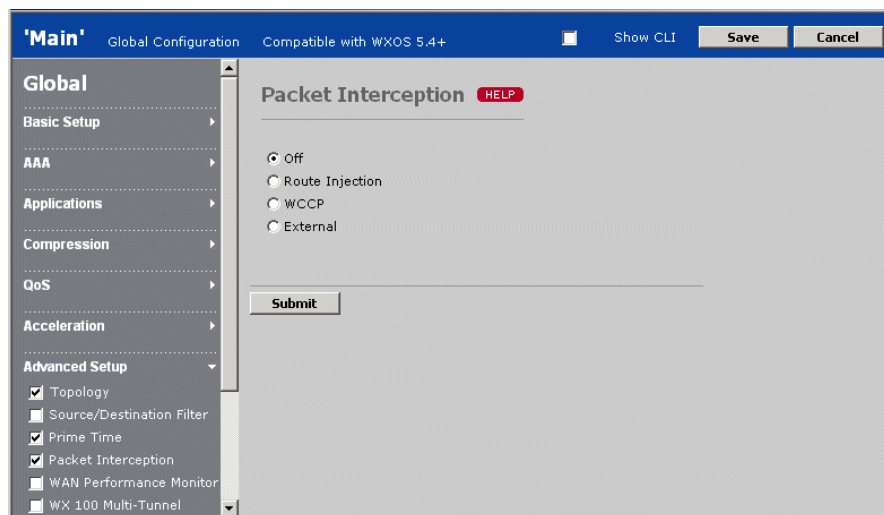 'Main' Global Configuration Compatible with WXOS 5.4+ Show CLI Save Cancel
Global
Basic Setup
AAA
Applications
Compression
QoS
Acceleration
Advanced Setup
Topology
Source/Destination Filter
Prime Time
Packet Interception
WAN Performance Monitor
WX 100 Multi-Tunnel
Packet Interception HELP
Off
Route Injection
WCCP
External
Submit